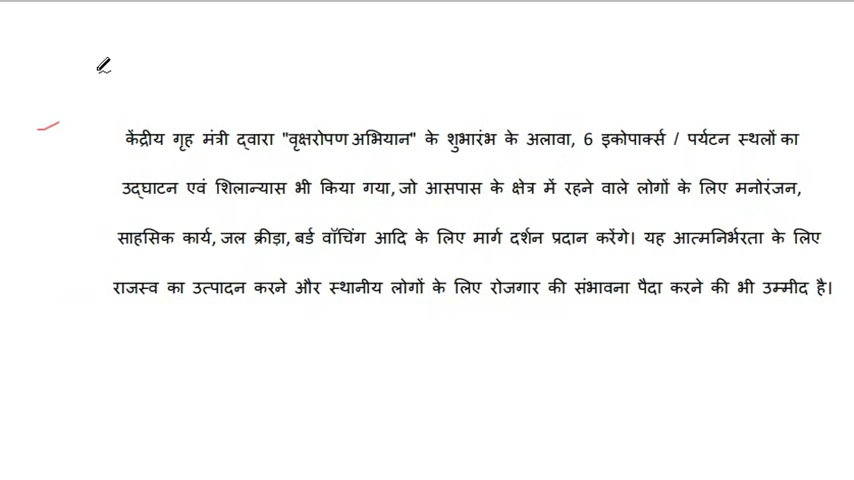 केंद्रीय गृह मंत्री द्वारा "वृक्षरोपण अभियान" के शुभारंभ के अलावा, 6 इकोपार्क्स / पर्यटन स्थलों का
उद्घाटन एवं शिलान्यास भी किया गया, जो आसपास के क्षेत्र में रहने वाले लोगों के लिए मनोरंजन,
साहसिक कार्य, जल क्रीड़ा, बर्ड वॉचिंग आदि के लिए मार्ग दर्शन प्रदान करेंगे। यह आत्मनिर्भरता के लिए
राजस्व का उत्पादन करने और स्थानीय लोगों के लिए रोजगार की संभावना पैदा करने की भी उम्मीद है।